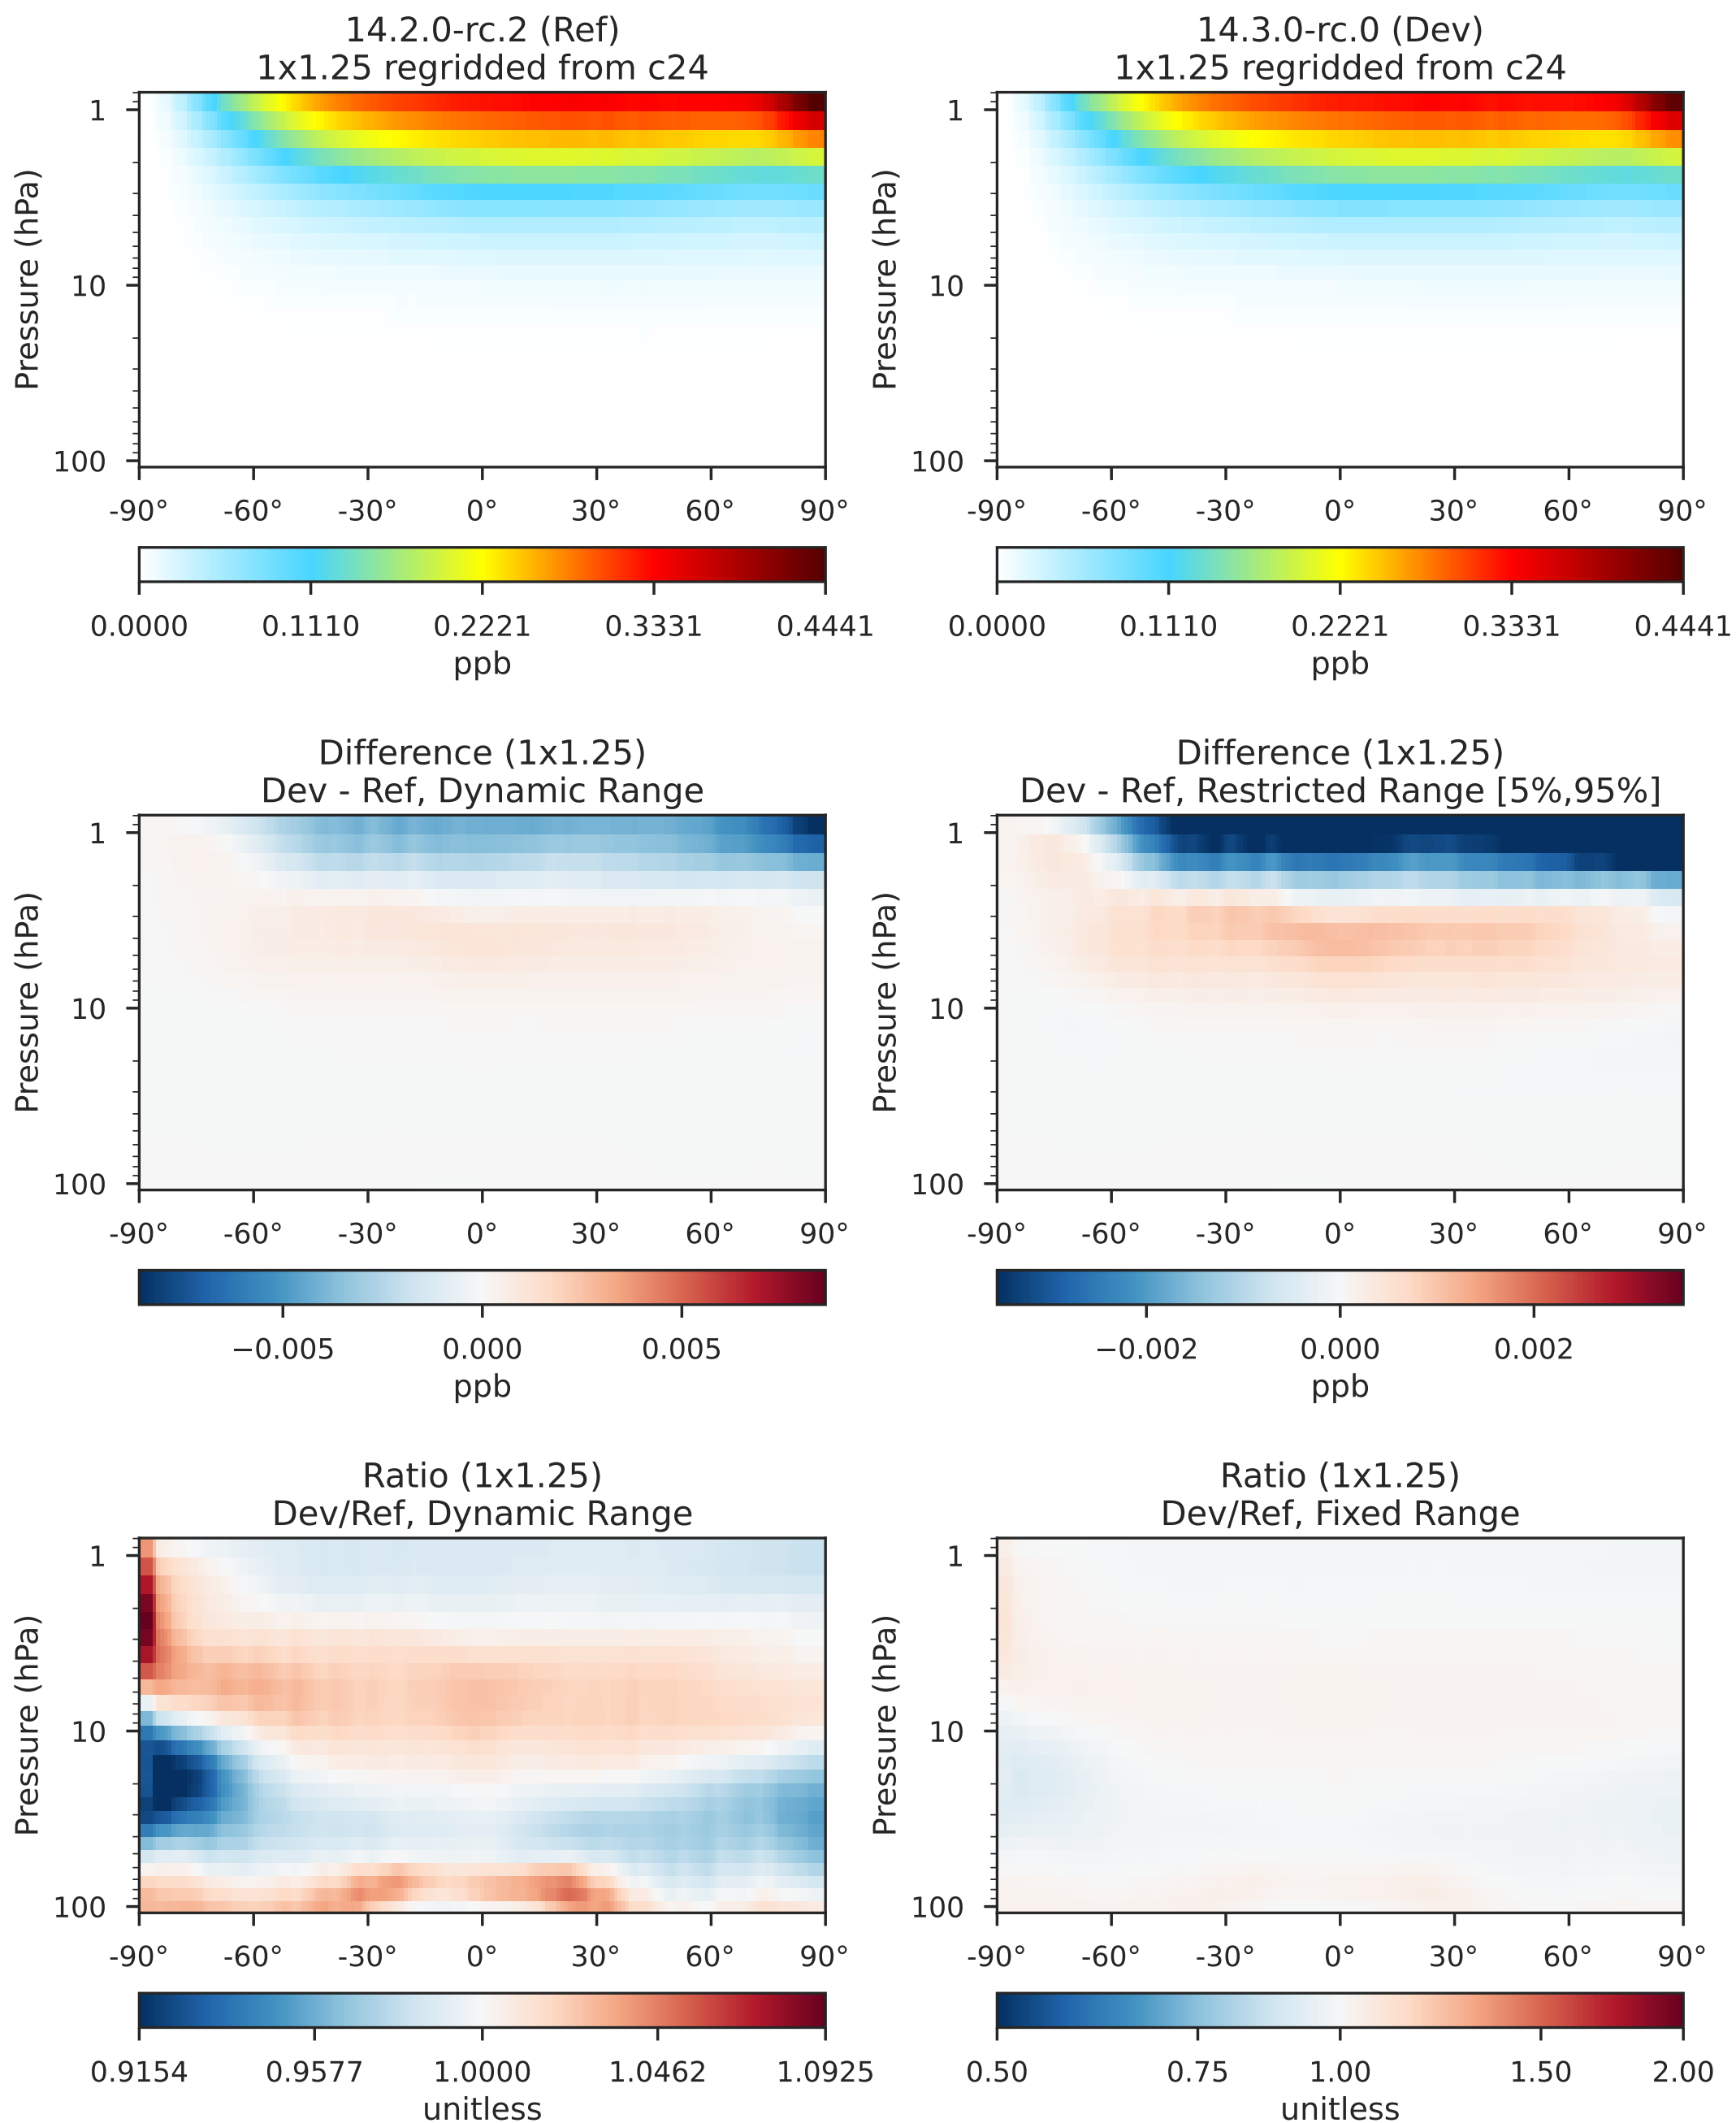 14.2.0-rc.2 (Ref)
1x1.25 regridded from c24
14.3.0-rc.0 (Dev)
1x1.25 regridded from c24
Pressure (hPa)
1
10
100
-90° -60° -30° 0° 30° 60° 90°
0.0000 0.1110 0.2221 0.3331 0.4441
ppb
Pressure (hPa)
1
10
100
-90° -60° -30° 0° 30° 60° 90°
0.0000 0.1110 0.2221 0.3331 0.4441
ppb
Difference (1x1.25)
Dev - Ref, Dynamic Range
Pressure (hPa)
1
10
100
-90° -60° -30° 0° 30° 60° 90°
−0.005 0.000 0.005
ppb
Difference (1x1.25)
Dev - Ref, Restricted Range [5%,95%]
Pressure (hPa)
1
10
100
-90° -60° -30° 0° 30° 60° 90°
−0.002 0.000 0.002
ppb
Ratio (1x1.25)
Dev/Ref, Dynamic Range
Pressure (hPa)
1
10
100
-90° -60° -30° 0° 30° 60° 90°
0.9154 0.9577 1.0000 1.0462 1.0925
unitless
Ratio (1x1.25)
Dev/Ref, Fixed Range
Pressure (hPa)
1
10
100
-90° -60° -30° 0° 30° 60° 90°
0.50 0.75 1.00 1.50 2.00
unitless